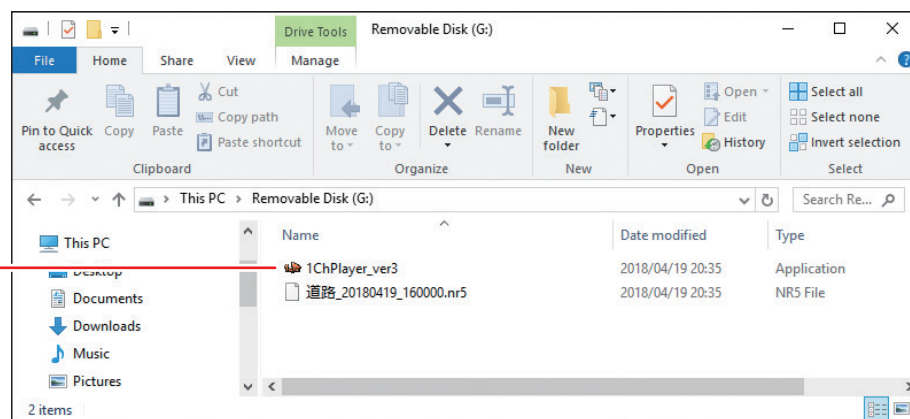 Drive Tools Removable Disk (G:)
File Home Share View Manage
Pin to Quick access
Copy
Paste
Cut
Copy path
Paste shortcut
Clipboard
Move to
Copy to
Delete
Rename
Organize
New folder
New
Properties
Open
Edit
History
Open
Select all
Select none
Invert selection
Select
This PC > Removable Disk (G:)
Search Re...
Name Date modified Type
1ChPlayer_ver3 2018/04/19 20:35 Application
道路_20180419_160000.nr5 2018/04/19 20:35 NR5 File
This PC
Desktop
Documents
Downloads
Music
Pictures
2 items